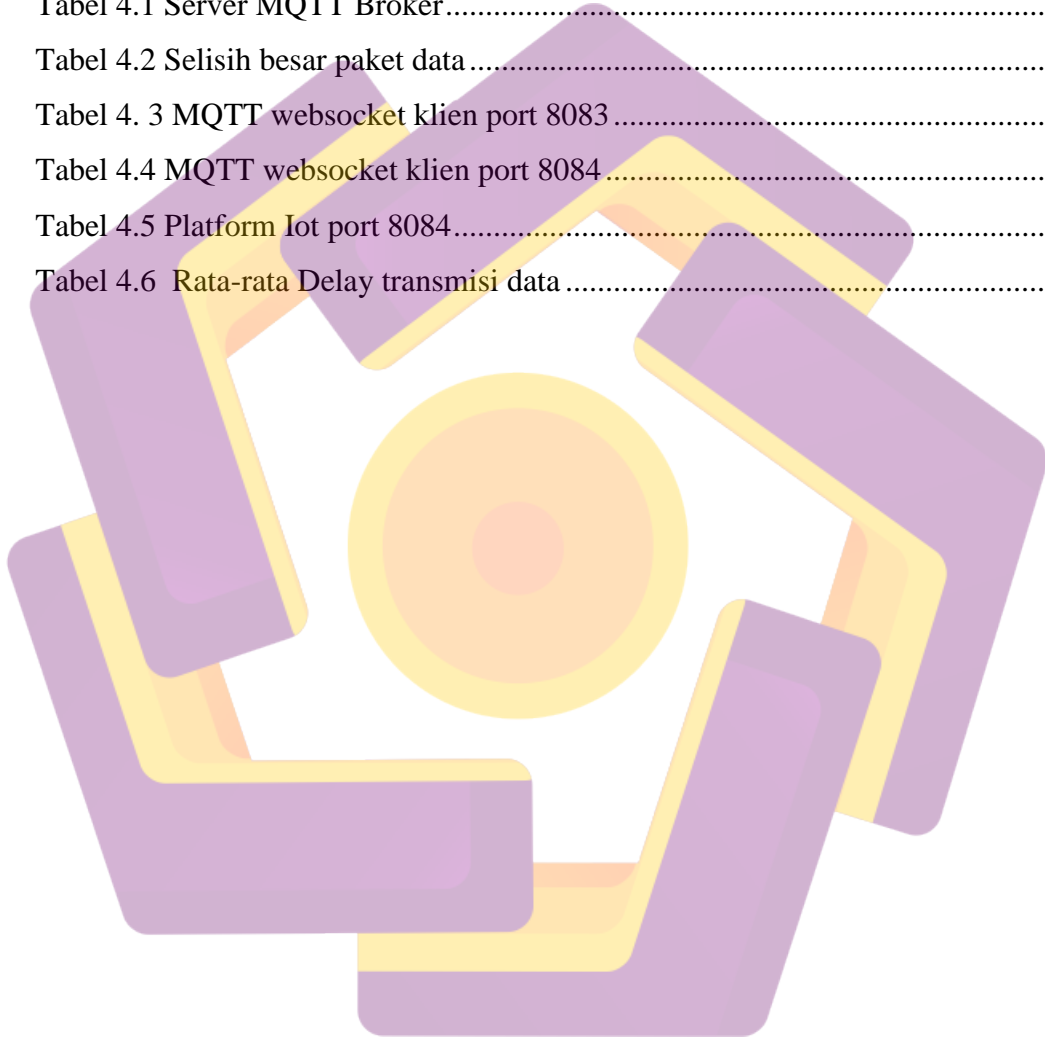 Tabel 4.1 Server MQTT Broker....................................................................
Tabel 4.2 Selisih besar paket data.................................................................
Tabel 4. 3 MQTT websocket klien port 8083................................................
Tabel 4.4 MQTT websocket klien port 8084.................................................
Tabel 4.5 Platform Iot port 8084...................................................................
Tabel 4.6  Rata-rata Delay transmisi data.....................................................